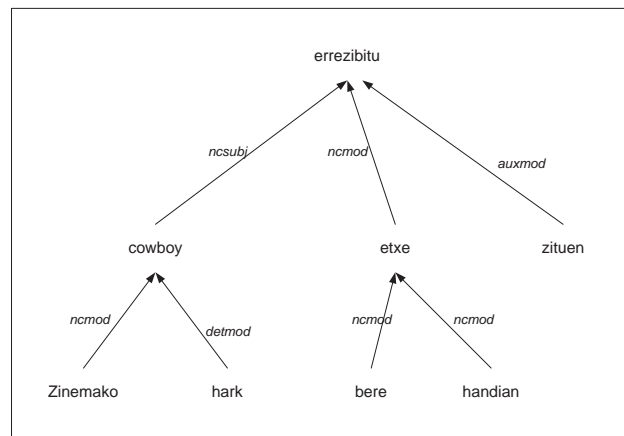 errezibitu
ncsubj ncmod auxmod
cowboy etxe zituen
ncmod detmod ncmod ncmod
Zinemako hark bere handian